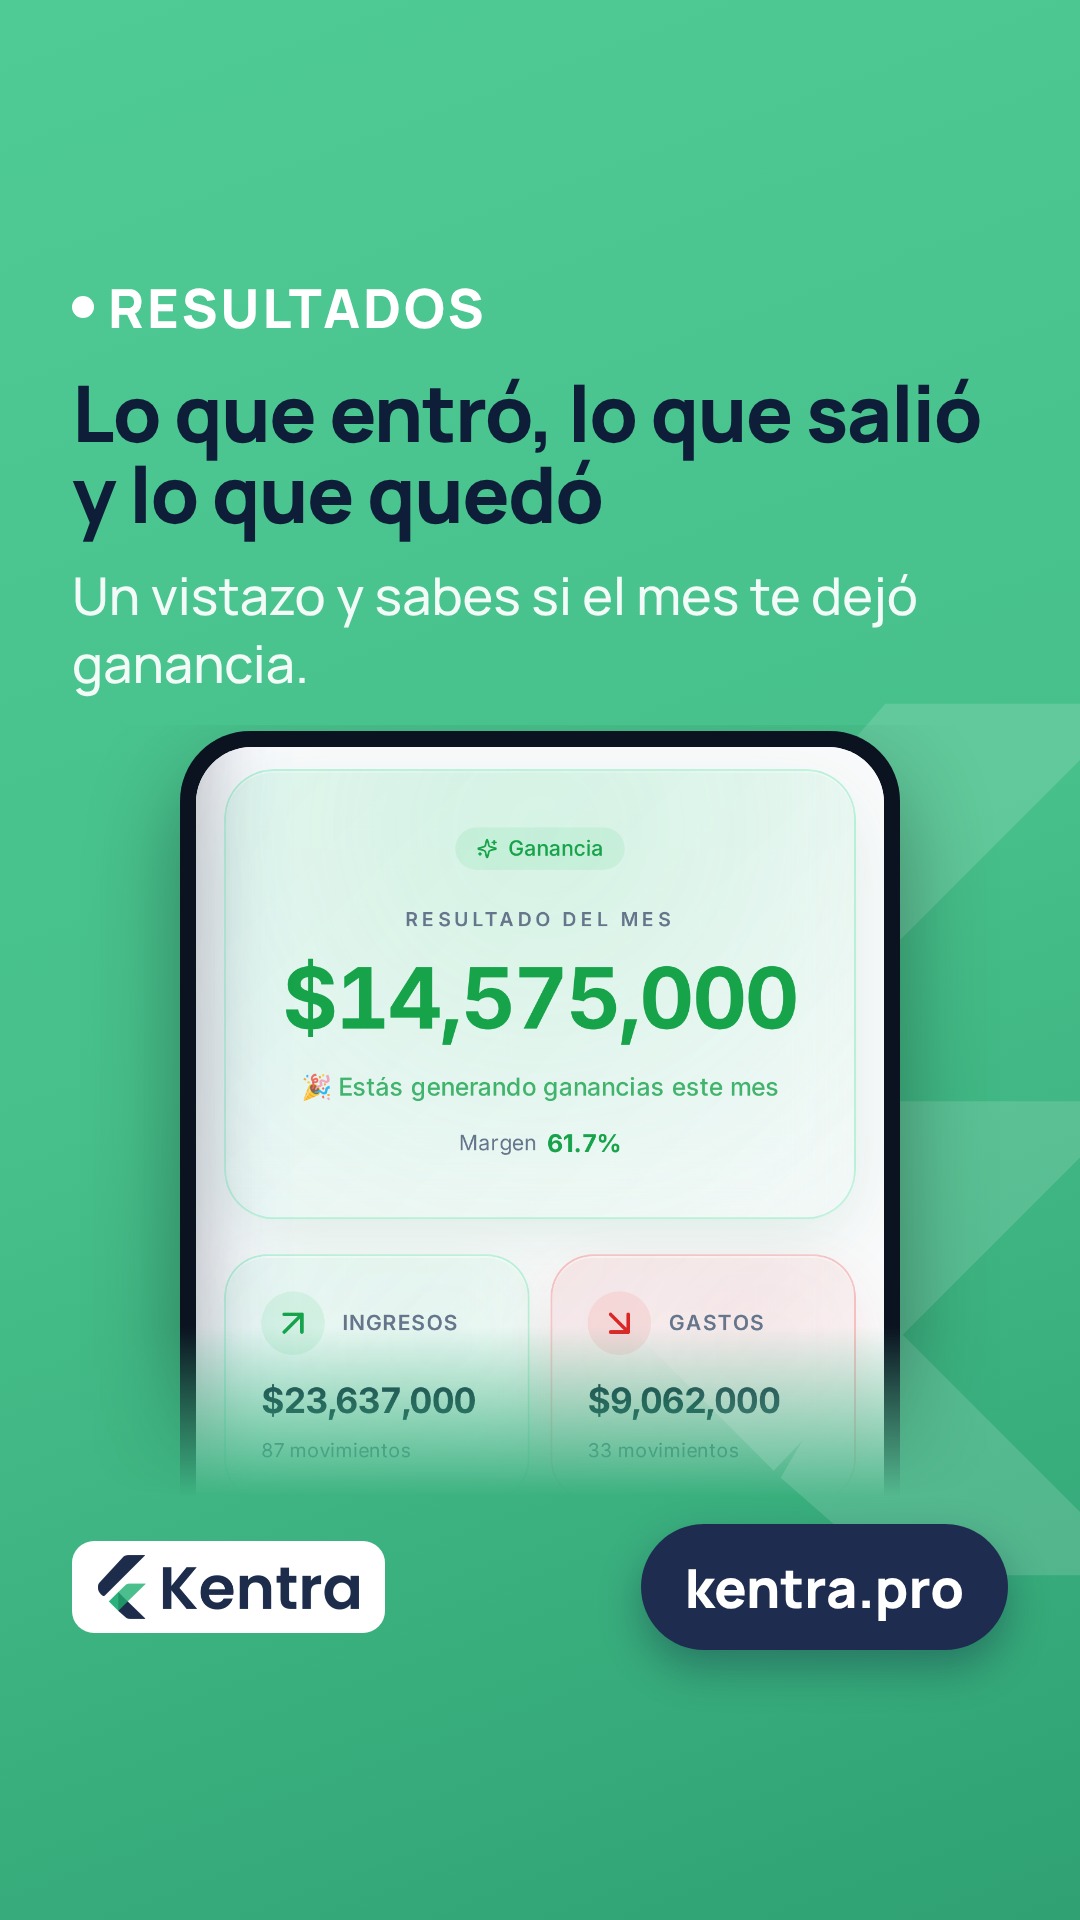 RESULTADOS
Lo que entró, lo que salió
y lo que quedó
Un vistazo y sabes si el mes te dejó
ganancia.
Ganancia
RESULTADO DEL MES
$14,575,000
🎉 Estás generando ganancias este mes
Margen 61.7%
INGRESOS
$23,637,000
87 movimientos
GASTOS
$9,062,000
33 movimientos
Kentra
kentra.pro